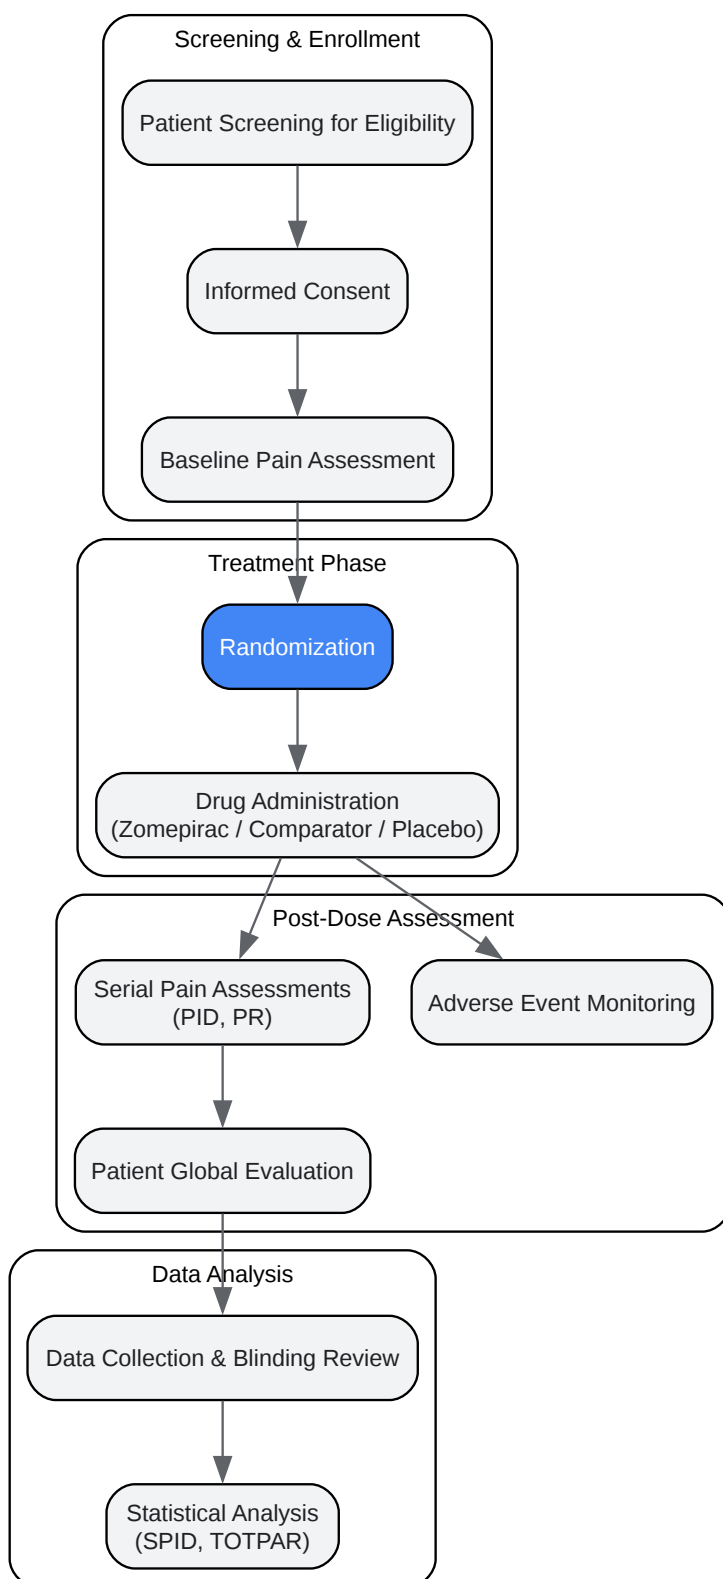 Screening & Enrollment
Patient Screening for Eligibility
Informed Consent
Baseline Pain Assessment
Treatment Phase
Randomization
Drug Administration
(Zomepirac / Comparator / Placebo)
Post-Dose Assessment
Serial Pain Assessments
(PID, PR)
Adverse Event Monitoring
Patient Global Evaluation
Data Analysis
Data Collection & Blinding Review
Statistical Analysis
(SPID, TOTPAR)